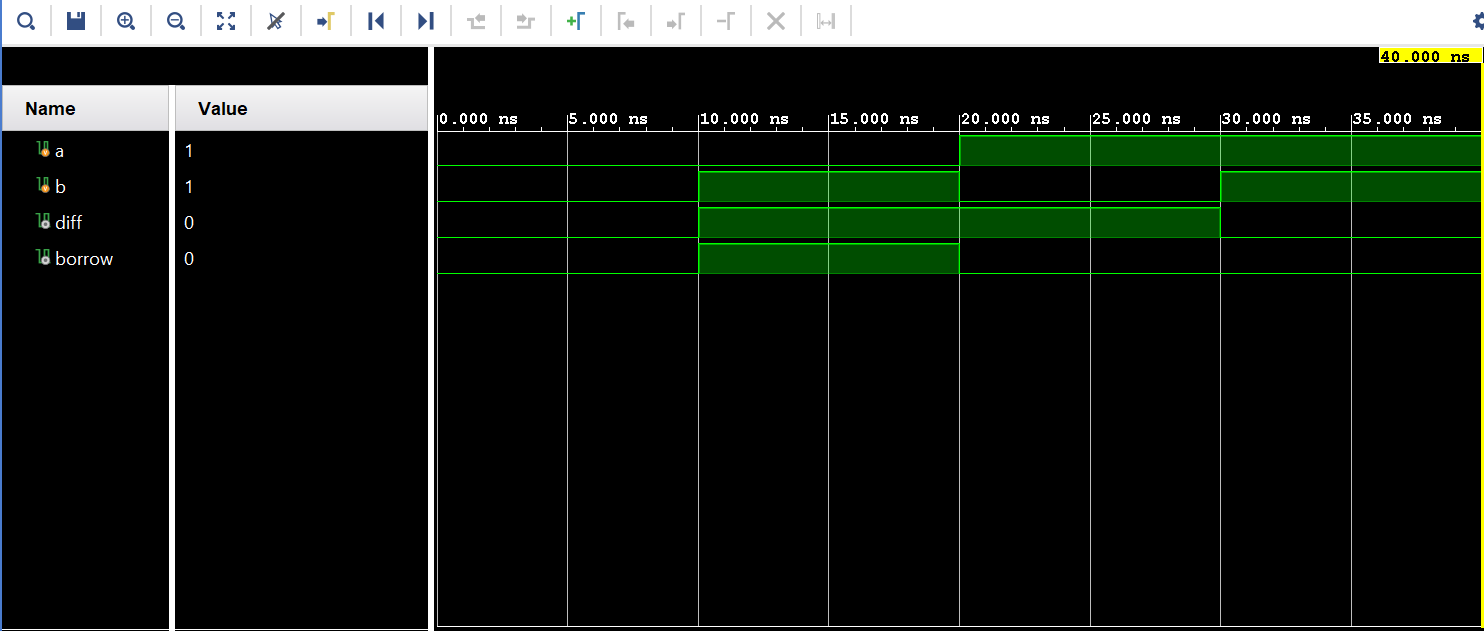 40.000 ns
Name Value
0.000 ns 5.000 ns 10.000 ns 15.000 ns 20.000 ns 25.000 ns 30.000 ns 35.000 ns
a 1
b 1
diff 0
borrow 0